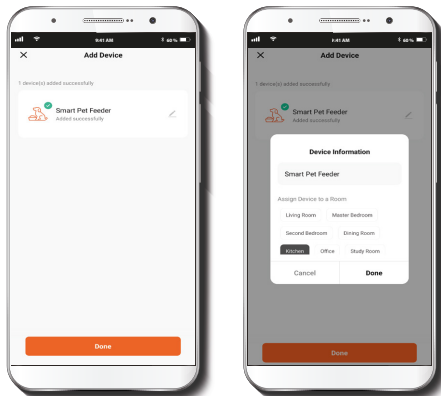 9:41 AM
60%
Add Device
1 device(s) added successfully
Smart Pet Feeder
Added successfully
Done
9:41 AM
60%
Add Device
1 device(s) added successfully
Smart Pet Feeder
Added successfully
Device Information
Smart Pet Feeder
Assign Device to a Room
Living Room Master Bedroom
Second Bedroom Dining Room
Kitchen Office Study Room
Cancel Done
Done